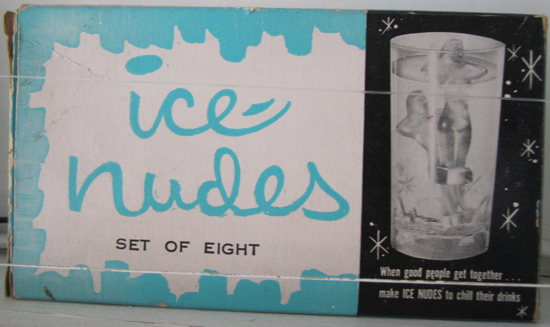 ice
nudes
SET OF EIGHT
When good people get together . . .
make ICE NUDES to chill their drinks